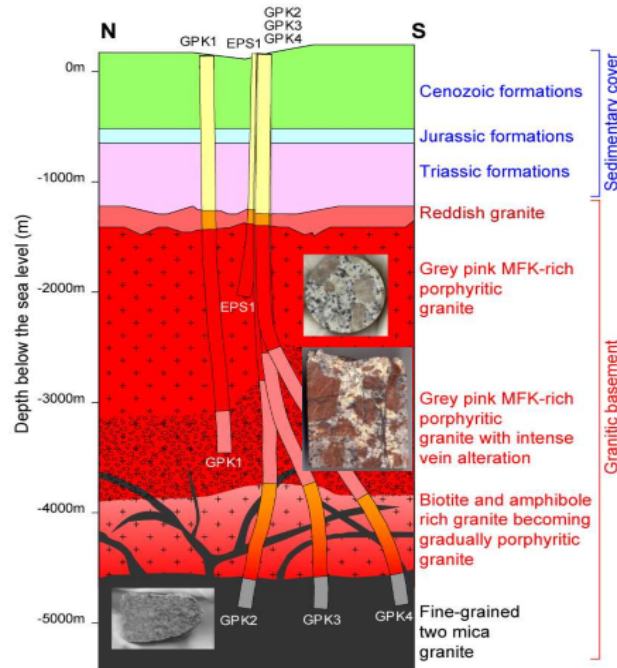 GPK2
GPK3
GPK4
N
GPK1
EPS1
S
0m
-1000m
-2000m
-3000m
-4000m
-5000m
Depth below the sea level (m)
Cenozoic formations
Jurassic formations
Triassic formations
Sedimentary cover
Reddish granite
Grey pink MFK-rich
porphyritic
granite
EPS1
Grey pink MFK-rich
porphyritic
granite with intense
vein alteration
GPK1
Biotite and amphibole
rich granite becoming
gradually porphyritic
granite
Granitic basement
GPK2
GPK3
GPK4
Fine-grained
two mica
granite